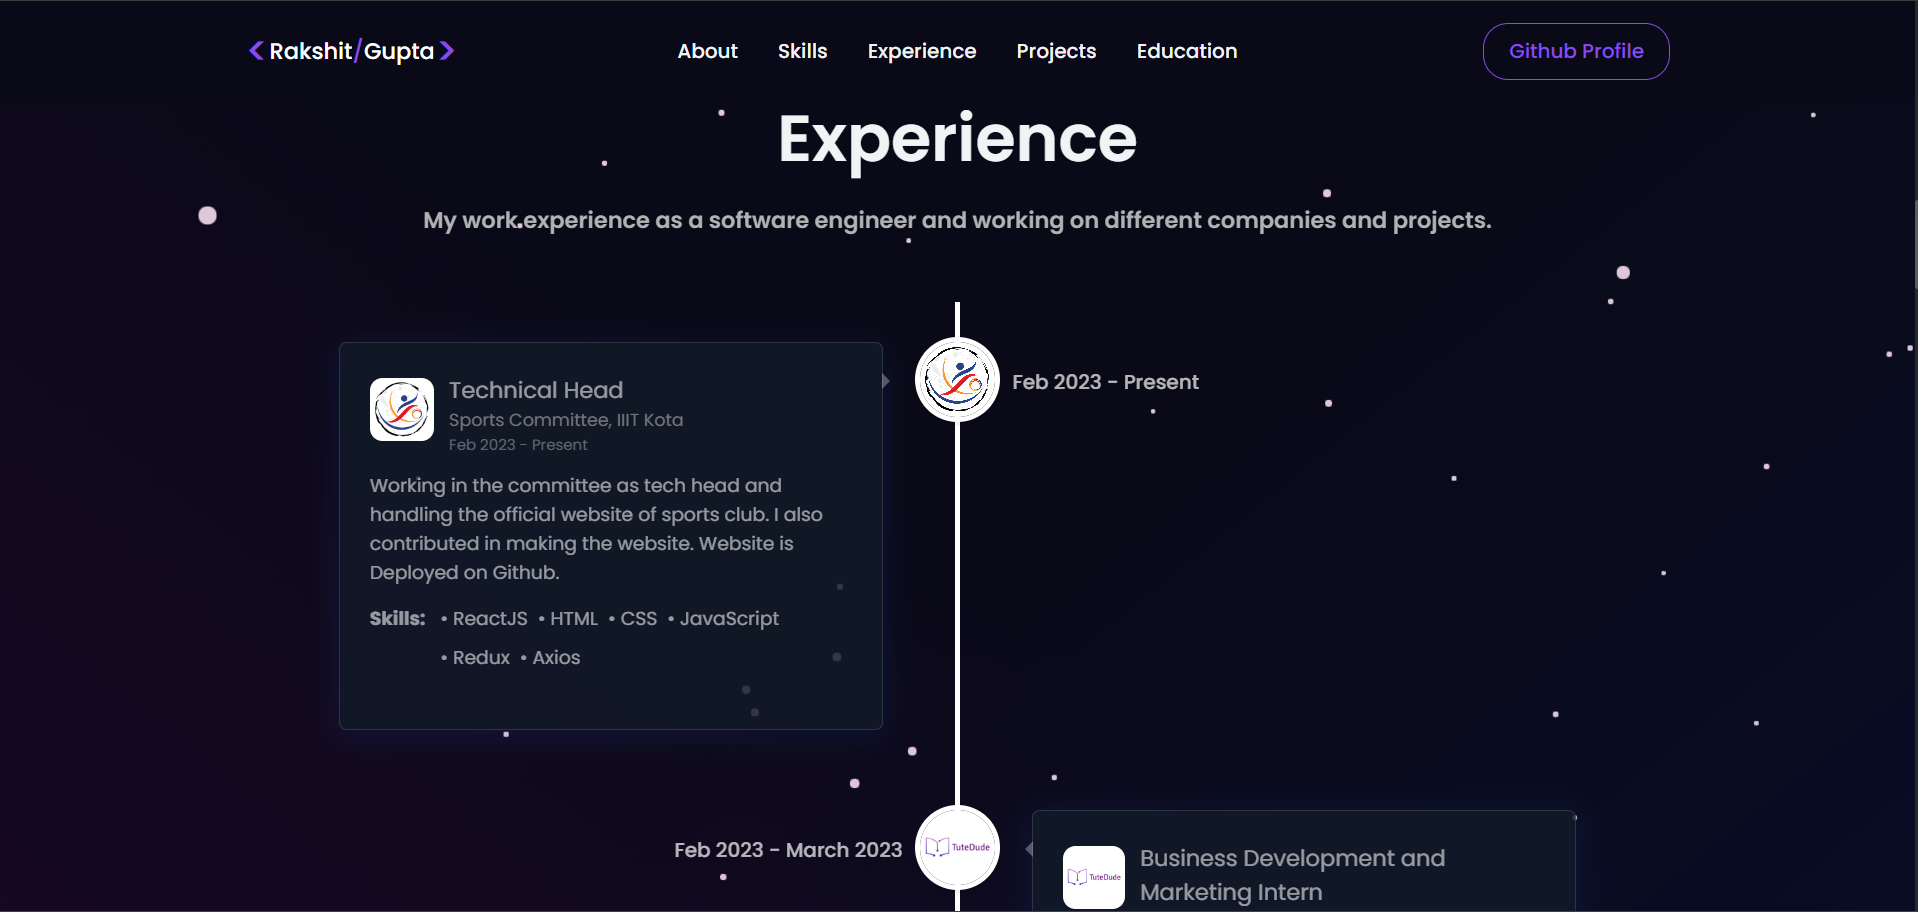 < Rakshit/Gupta >
About Skills Experience Projects Education
Github Profile
Experience
My work experience as a software engineer and working on different companies and projects.
Feb 2023 - Present
Technical Head
Sports Committee, IIIT Kota
Feb 2023 - Present
Working in the committee as tech head and
handling the official website of sports club. I also
contributed in making the website. Website is
Deployed on Github.
Skills: • ReactJS • HTML • CSS • JavaScript
• Redux • Axios
Feb 2023 - March 2023
TuteDude
TuteDude
Business Development and
Marketing Intern